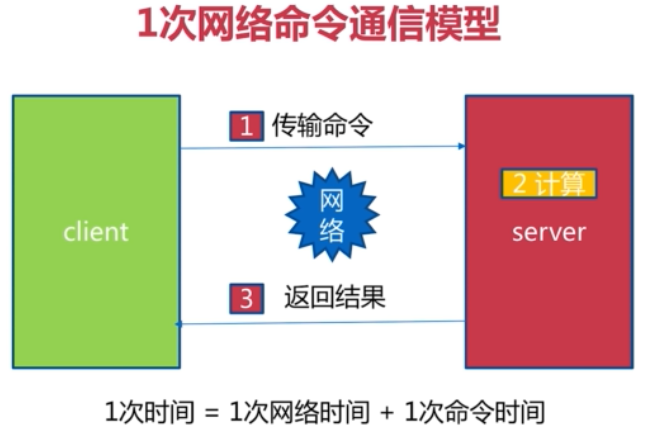 1次网络命令通信模型
1 传输命令
2 计算
网
络
client
server
3 返回结果
1次时间 = 1次网络时间 + 1次命令时间